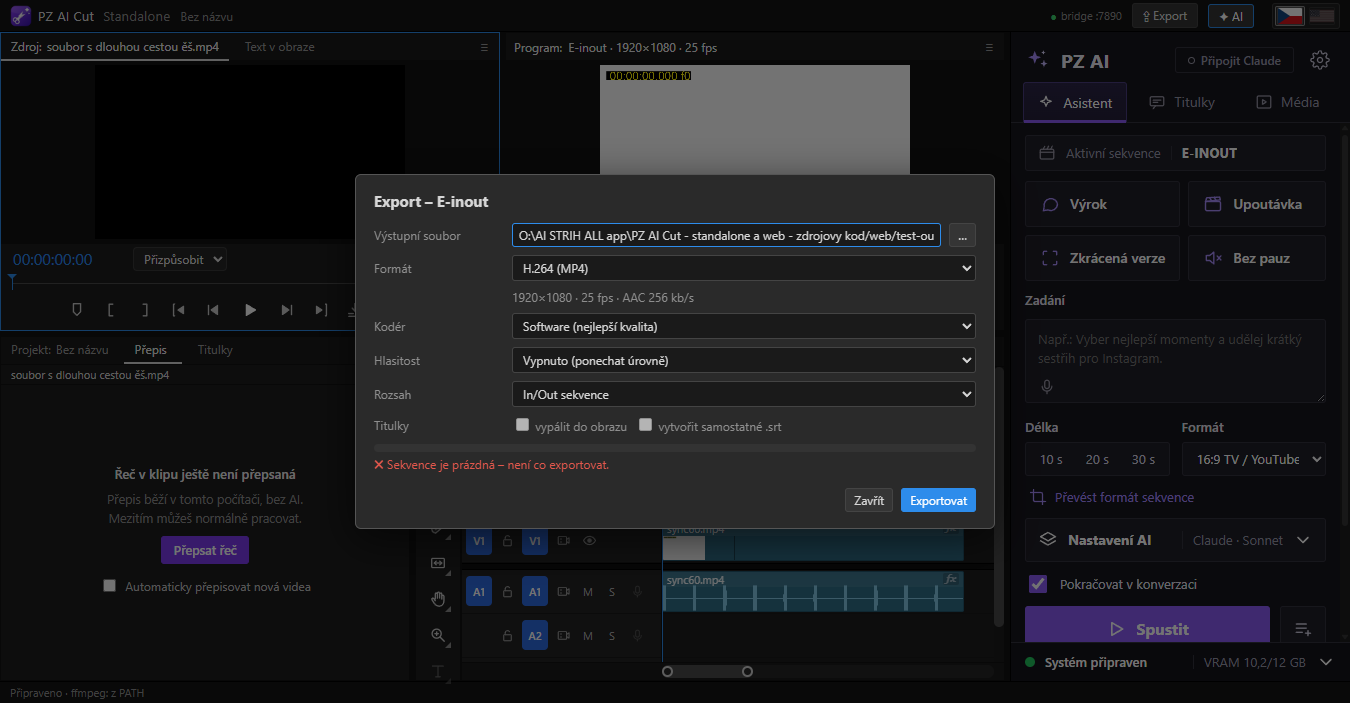 PZ AI Cut Standalone Bez názvu
bridge :7890 Export AI
Zdroj: soubor s dlouhou cestou ěš.mp4 Text v obraze
Program: E-inout · 1920×1080 · 25 fps
00:00:00.000 f0
00:00:00:00 Přizpůsobit
Projekt: Bez názvu Přepis Titulky
soubor s dlouhou cestou ěš.mp4
Řeč v klipu ještě není přepsaná
Přepis běží v tomto počítači, bez AI.
Mezitím můžeš normálně pracovat.
Přepsat řeč
Automaticky přepisovat nová videa
Export – E-inout
Výstupní soubor O:\AI STRIH ALL app\PZ AI Cut - standalone a web - zdrojovy kod/web/test-ou ...
Formát H.264 (MP4)
1920×1080 · 25 fps · AAC 256 kb/s
Kodér Software (nejlepší kvalita)
Hlasitost Vypnuto (ponechat úrovně)
Rozsah In/Out sekvence
Titulky vypálit do obrazu vytvořit samostatné .srt
✕ Sekvence je prázdná – není co exportovat.
Zavřít Exportovat
V1 V1 sync60.mp4 fx
A1 A1 M S sync60.mp4 fx
A2 M S
PZ AI Připojit Claude
Asistent Titulky Média
Aktivní sekvence E-INOUT
Výrok Upoutávka
Zkrácená verze Bez pauz
Zadání
Např.: Vyber nejlepší momenty a udělej krátký
sestřih pro Instagram.
Délka Formát
10 s 20 s 30 s 16:9 TV / YouTube
Převést formát sekvence
Nastavení AI Claude · Sonnet
Pokračovat v konverzaci
Spustit
Systém připraven VRAM 10,2/12 GB
Připraveno · ffmpeg: z PATH